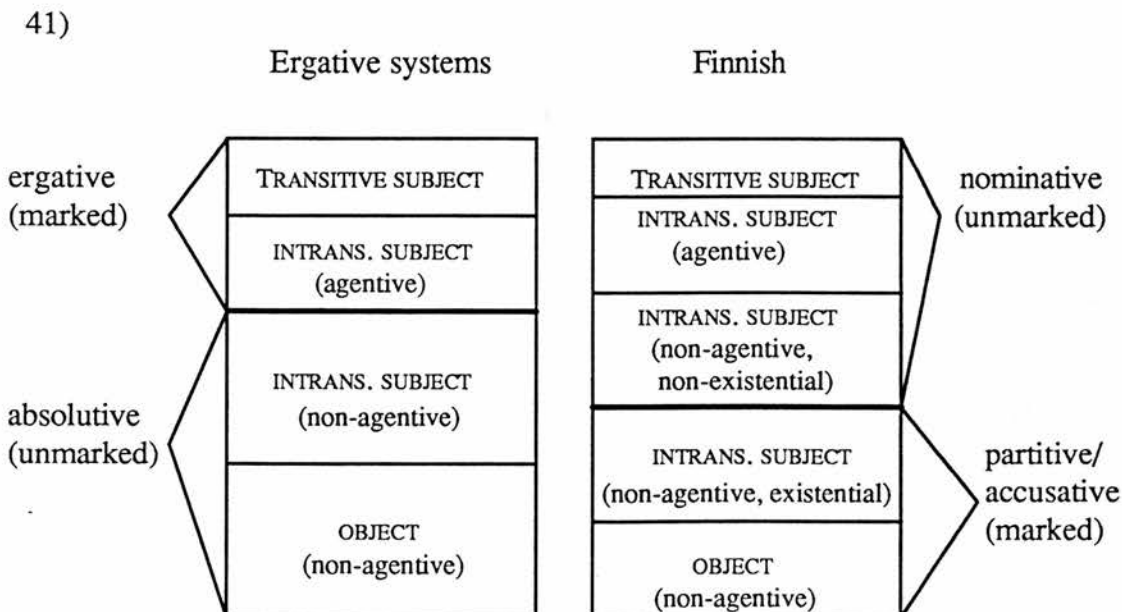 41)
Ergative systems
Finnish
ergative
(marked)
TRANSITIVE SUBJECT
INTRANS. SUBJECT
(agentive)
absolutive
(unmarked)
INTRANS. SUBJECT
(non-agentive)
OBJECT
(non-agentive)
TRANSITIVE SUBJECT
INTRANS. SUBJECT
(agentive)
INTRANS. SUBJECT
(non-agentive,
non-existential)
nominative
(unmarked)
INTRANS. SUBJECT
(non-agentive, existential)
OBJECT
(non-agentive)
partitive/
accusative
(marked)